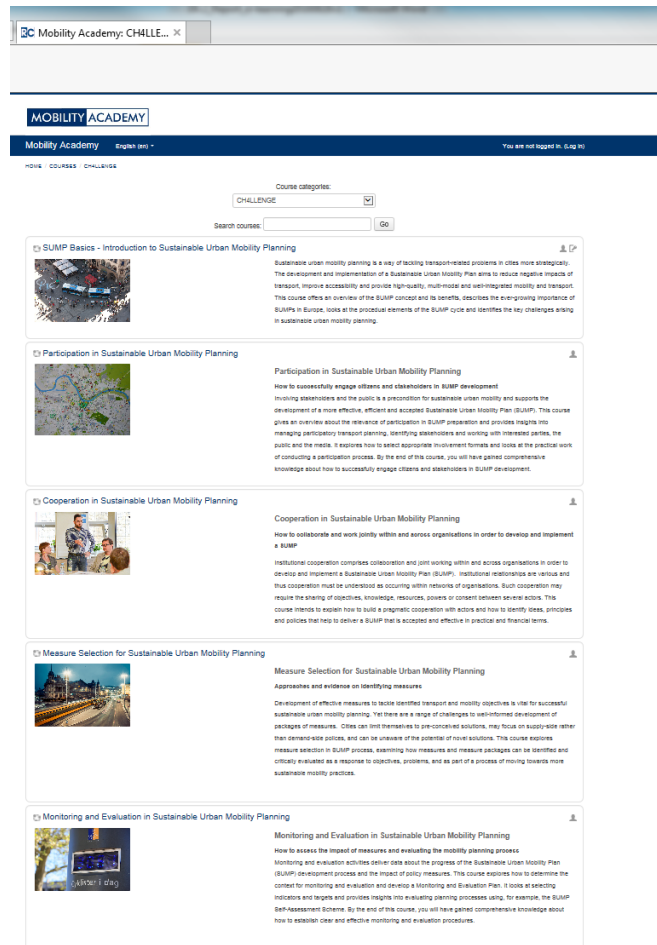 RC Mobility Academy: CH4LLE... ×
MOBILITY ACADEMY
Mobility Academy English (en) You are not logged in. (Log in)
HOME / COURSES / CH4LLENGE
Course categories:
CH4LLENGE
Search courses: Go
SUMP Basics - Introduction to Sustainable Urban Mobility Planning
Sustainable urban mobility planning is a way of tackling transport-related problems in cities more strategically.
The development and implementation of a Sustainable Urban Mobility Plan aims to reduce negative impacts of
transport, improve accessibility and provide high-quality, multi-modal and well-integrated mobility and transport.
This course offers an overview of the SUMP concept and its benefits, describes the ever-growing importance of
SUMPs in Europe, looks at the procedual elements of the SUMP cycle and identifies the key challenges arising
in sustainable urban mobility planning.
Participation in Sustainable Urban Mobility Planning
Participation in Sustainable Urban Mobility Planning
How to successfully engage citizens and stakeholders in SUMP development
Involving stakeholders and the public is a precondition for sustainable urban mobility and supports the
development of a more effective, efficient and accepted Sustainable Urban Mobility Plan (SUMP). This course
gives an overview about the relevance of participation in SUMP preparation and provides insights into
managing participatory transport planning, identifying stakeholders and working with interested parties, the
public and the media. It explores how to select appropriate involvement formats and looks at the practical work
of conducting a participation process. By the end of this course, you will have gained comprehensive
knowledge about how to successfully engage citizens and stakeholders in SUMP development.
Cooperation in Sustainable Urban Mobility Planning
Cooperation in Sustainable Urban Mobility Planning
How to collaborate and work jointly within and across organisations in order to develop and implement
a SUMP
Institutional cooperation comprises collaboration and joint working within and across organisations in order to
develop and implement a Sustainable Urban Mobility Plan (SUMP). Institutional relationships are various and
thus cooperation must be understood as occurring within networks of organisations. Such cooperation may
require the sharing of objectives, knowledge, resources, powers or consent between several actors. This
course intends to explain how to build a pragmatic cooperation with actors and how to identify ideas, principles
and policies that help to deliver a SUMP that is accepted and effective in practical and financial terms.
Measure Selection for Sustainable Urban Mobility Planning
Measure Selection for Sustainable Urban Mobility Planning
Approaches and evidence on identifying measures
Development of effective measures to tackle identified transport and mobility objectives is vital for successful
sustainable urban mobility planning. Yet there are a range of challenges to well-informed development of
packages of measures. Cities can limit themselves to pre-conceived solutions, may focus on supply-side rather
than demand-side polices, and can be unaware of the potential of novel solutions. This course explores
measure selection in SUMP process, examining how measures and measure packages can be identified and
critically evaluated as a response to objectives, problems, and as part of a process of moving towards more
sustainable mobility practices.
Monitoring and Evaluation in Sustainable Urban Mobility Planning
Monitoring and Evaluation in Sustainable Urban Mobility Planning
How to assess the impact of measures and evaluating the mobility planning process
Monitoring and evaluation activities deliver data about the progress of the Sustainable Urban Mobility Plan
(SUMP) development process and the impact of policy measures. This course explores how to determine the
context for monitoring and evaluation and develop a Monitoring and Evaluation Plan. It looks at selecting
indicators and targets and provides insights into evaluating planning processes using, for example, the SUMP
Self-Assessment Scheme. By the end of this course, you will have gained comprehensive knowledge about
how to establish clear and effective monitoring and evaluation procedures.
cyklister i dag